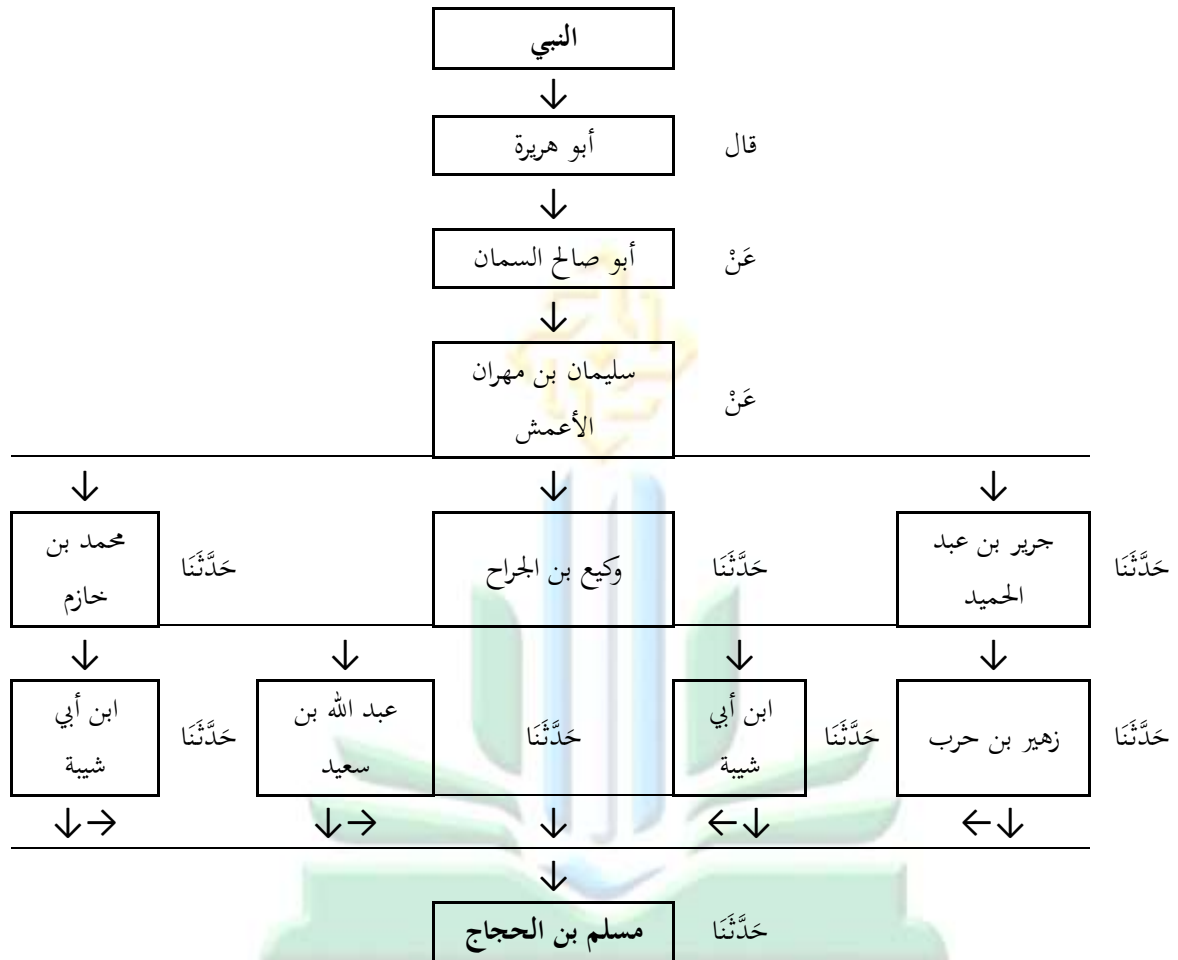 النبي
أبو هريرة
قال
أبو صالح السمان
عَنْ
سليمان بن مهران
الأعمش
عَنْ
جرير بن عبد
الحميد
حَدَّثَنَا
وكيع بن الجراح
حَدَّثَنَا
محمد بن
خازم
حَدَّثَنَا
زهير بن حرب
حَدَّثَنَا
ابن أبي
شيبة
حَدَّثَنَا
عبد الله بن
سعيد
حَدَّثَنَا
ابن أبي
شيبة
حَدَّثَنَا
مسلم بن الحجاج
حَدَّثَنَا